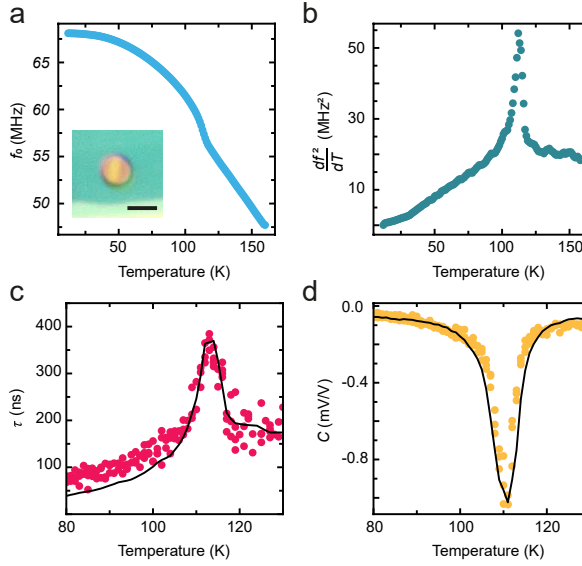 a
f₀ (MHz)
65
60
55
50
50
100
150
Temperature (K)
b
df²/dT (MHz²)
50
30
10
0
50
100
150
Temperature (K)
c
τ (ns)
400
300
200
100
80
100
120
Temperature (K)
d
C (mV/V)
0.0
-0.4
-0.8
80
100
120
Temperature (K)